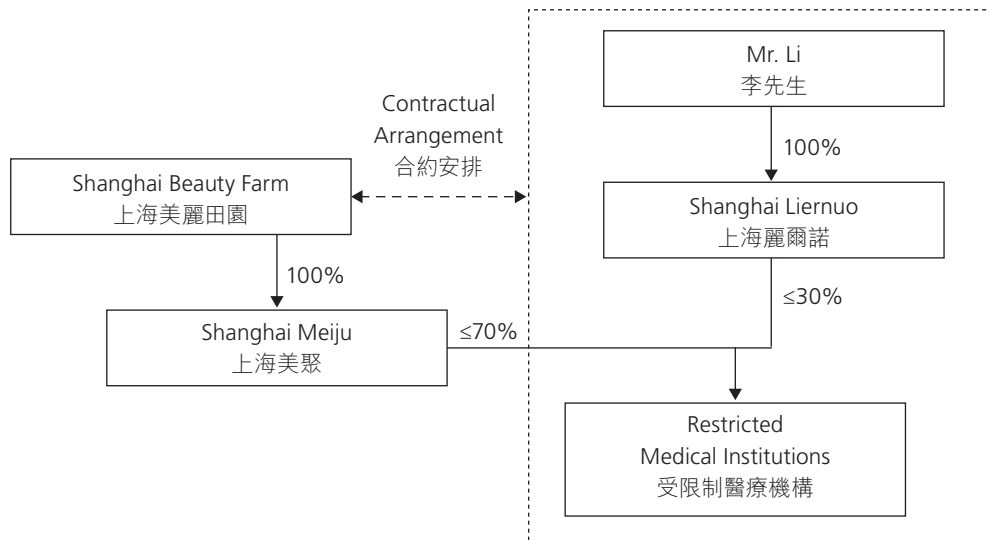 Mr. Li
李先生
Contractual
Arrangement
合約安排
100%
Shanghai Beauty Farm
上海美麗田園
Shanghai Liernuo
上海麗爾諾
100%
≤30%
Shanghai Meiju
上海美聚
≤70%
Restricted
Medical Institutions
受限制醫療機構